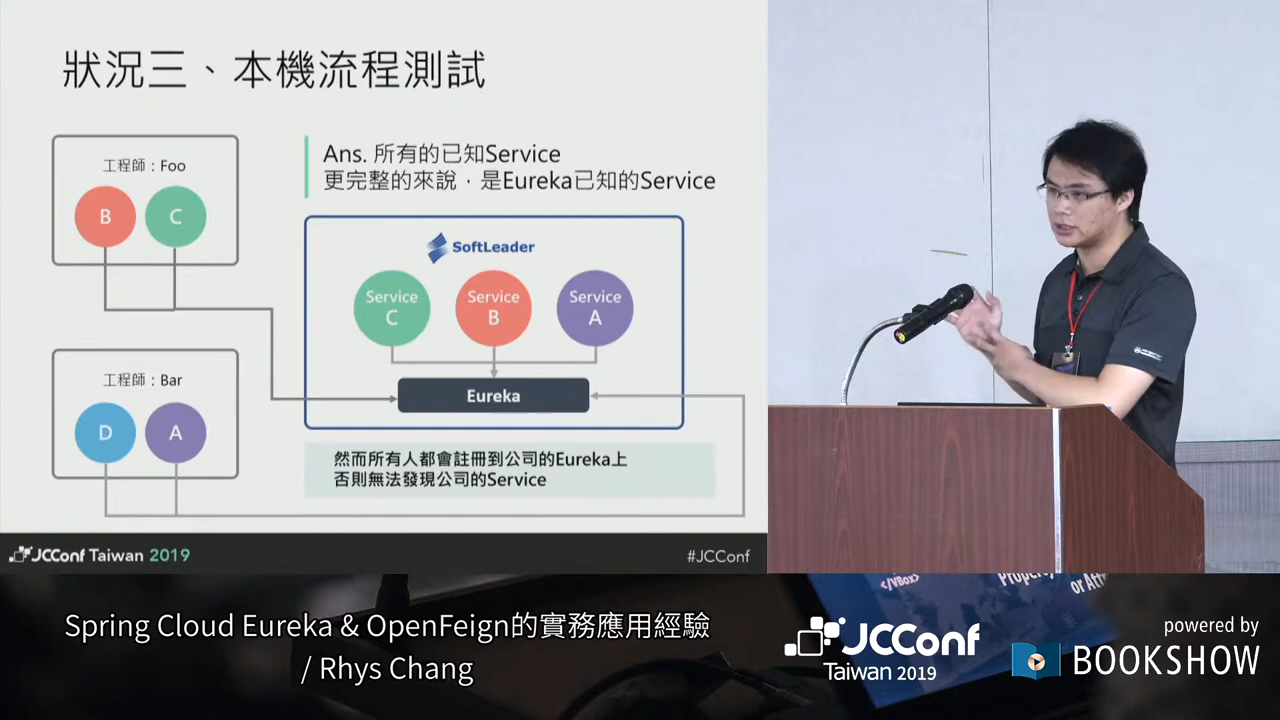 狀況三、本機流程測試
工程師：Foo
B
C
Ans. 所有的已知Service
更完整的來說，是Eureka已知的Service
SoftLeader
Service
C
Service
B
Service
A
Eureka
工程師：Bar
D
A
然而所有人都會註冊到公司的Eureka上
否則無法發現公司的Service
JCConf Taiwan 2019
#JCConf
</VBox>
Spring Cloud Eureka & OpenFeign的實務應用經驗
/ Rhys Chang
JCConf
Taiwan 2019
powered by
BOOKSHOW